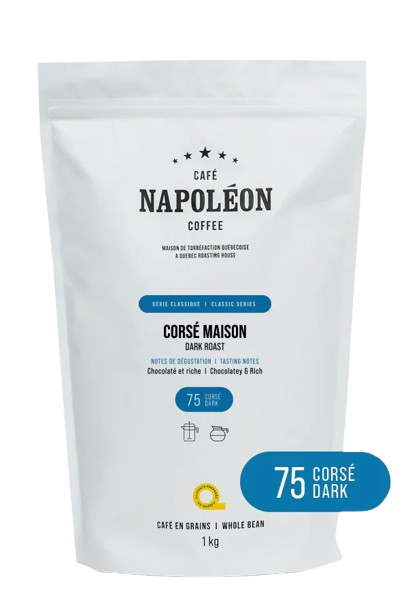 CAFÉ
NAPOLÉON
COFFEE
MAISON DE TORRÉFACTION QUÉBÉCOISE
A QUEBEC ROASTING HOUSE
SÉRIE CLASSIQUE | CLASSIC SERIES
CORSÉ MAISON
DARK ROAST
NOTES DE DÉGUSTATION | TASTING NOTES
Chocolaté et riche | Chocolatey & Rich
75 CORSÉ
DARK
75 CORSÉ
DARK
CAFÉ EN GRAINS | WHOLE BEAN
1 kg